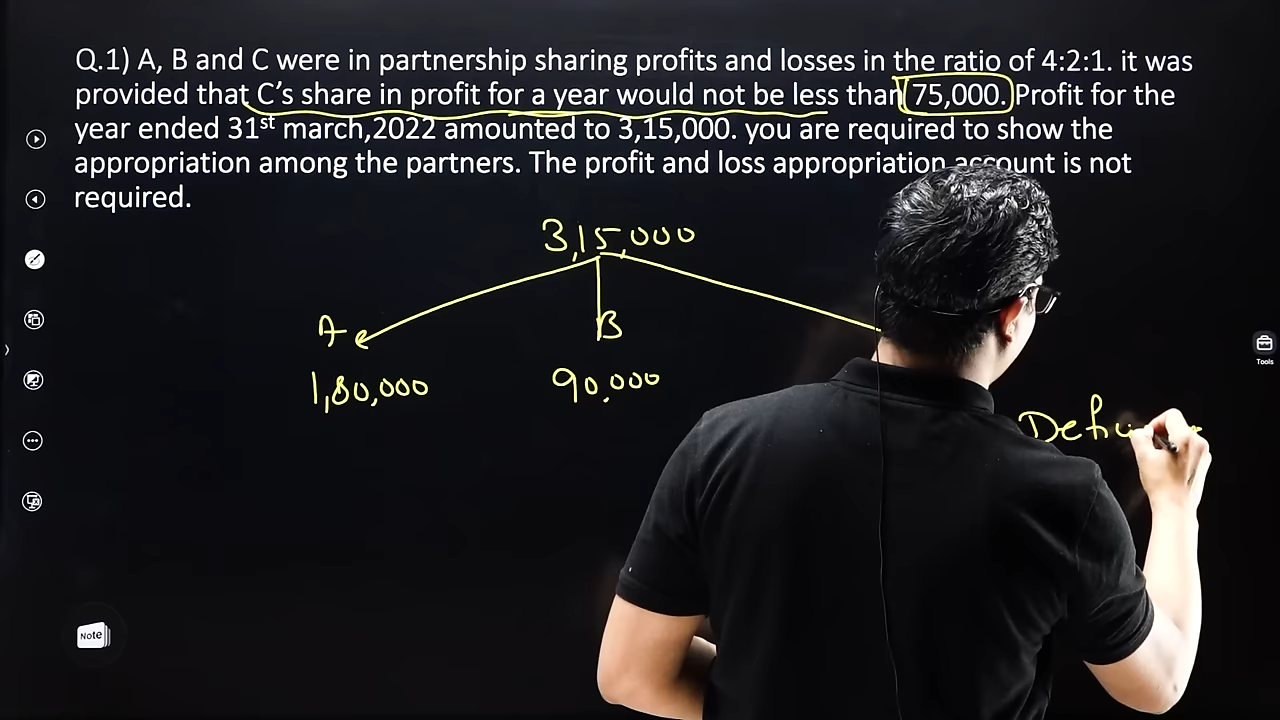 Q.1) A, B and C were in partnership sharing profits and losses in the ratio of 4:2:1. it was
provided that C's share in profit for a year would not be less than 75,000. Profit for the
year ended 31st march,2022 amounted to 3,15,000. you are required to show the
appropriation among the partners. The profit and loss appropriation account is not
required.
3,15,000
A B
1,80,000 90,000
Note
Tools